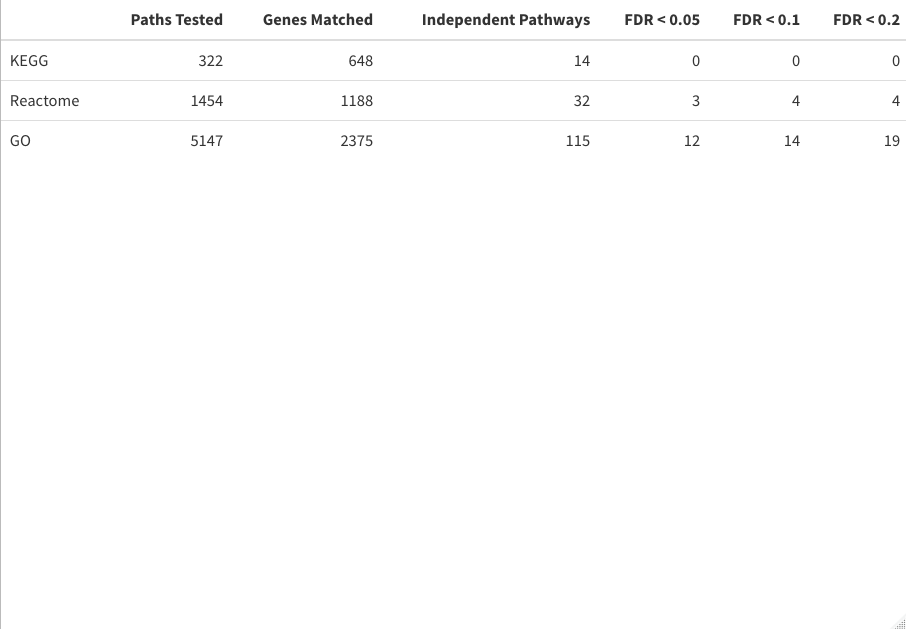 Paths Tested Genes Matched Independent Pathways FDR < 0.05 FDR < 0.1 FDR < 0.2
KEGG 322 648 14 0 0 0
Reactome 1454 1188 32 3 4 4
GO 5147 2375 115 12 14 19